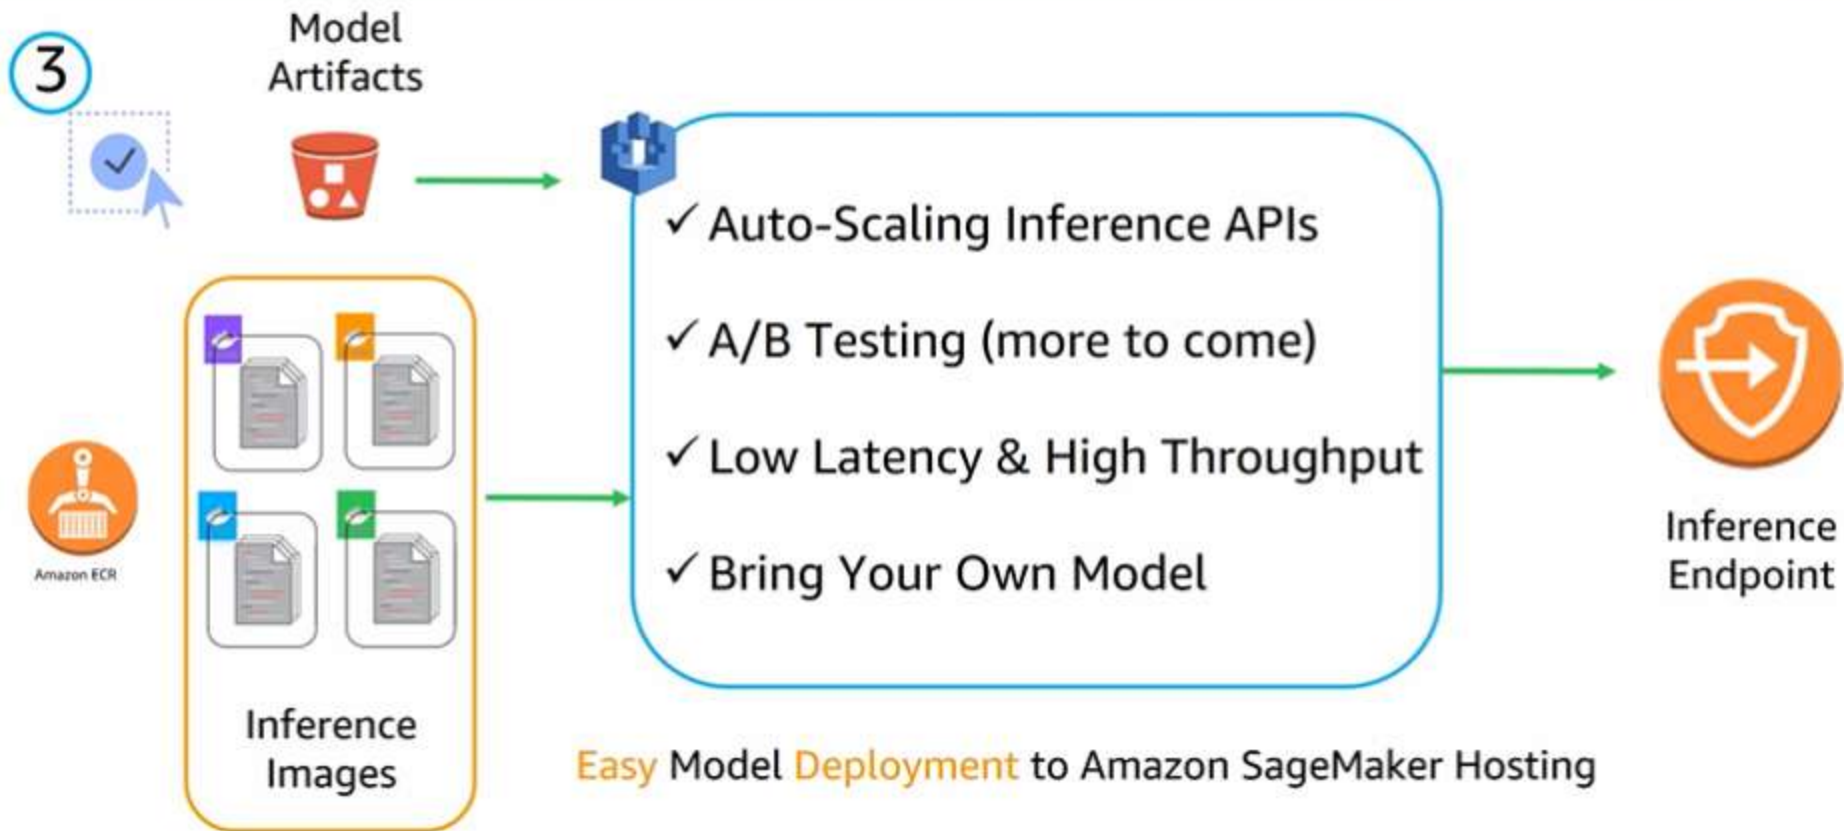 3
Model
Artifacts
✓ Auto-Scaling Inference APIs
✓ A/B Testing (more to come)
✓ Low Latency & High Throughput
✓ Bring Your Own Model
Amazon ECR
Inference
Images
Inference
Endpoint
Easy Model Deployment to Amazon SageMaker Hosting